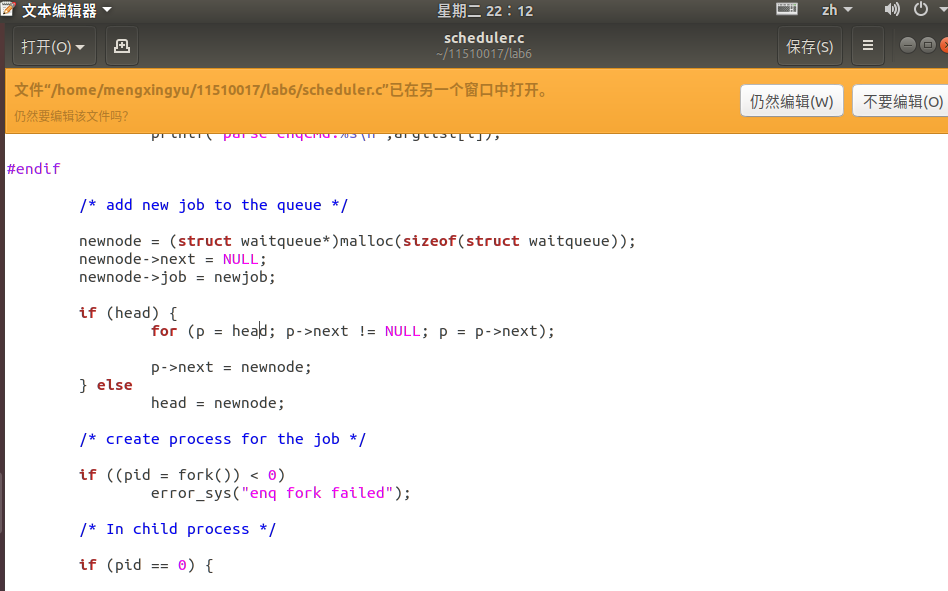 文本编辑器
星期二 22：12
zh
打开(O)
scheduler.c
~/11510017/lab6
保存(S)
文件“/home/mengxingyu/11510017/lab6/scheduler.c”已在另一个窗口中打开。
仍然要编辑该文件吗?
仍然编辑(W)
不要编辑(O)
printf("parse enqcmd:%s\n",arglist[i]);
#endif
/* add new job to the queue */
newnode = (struct waitqueue*)malloc(sizeof(struct waitqueue));
newnode->next = NULL;
newnode->job = newjob;
if (head) {
for (p = head; p->next != NULL; p = p->next);
p->next = newnode;
} else
head = newnode;
/* create process for the job */
if ((pid = fork()) < 0)
error_sys("enq fork failed");
/* In child process */
if (pid == 0) {